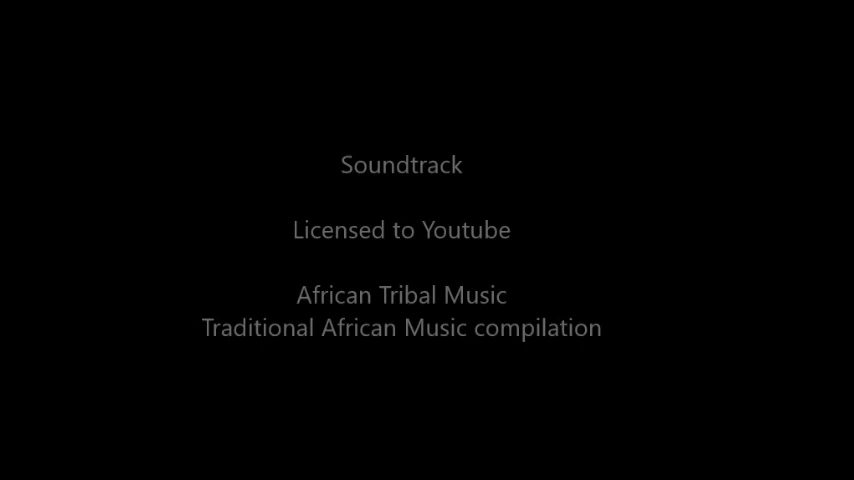 Soundtrack
Licensed to Youtube
African Tribal Music
Traditional African Music compilation